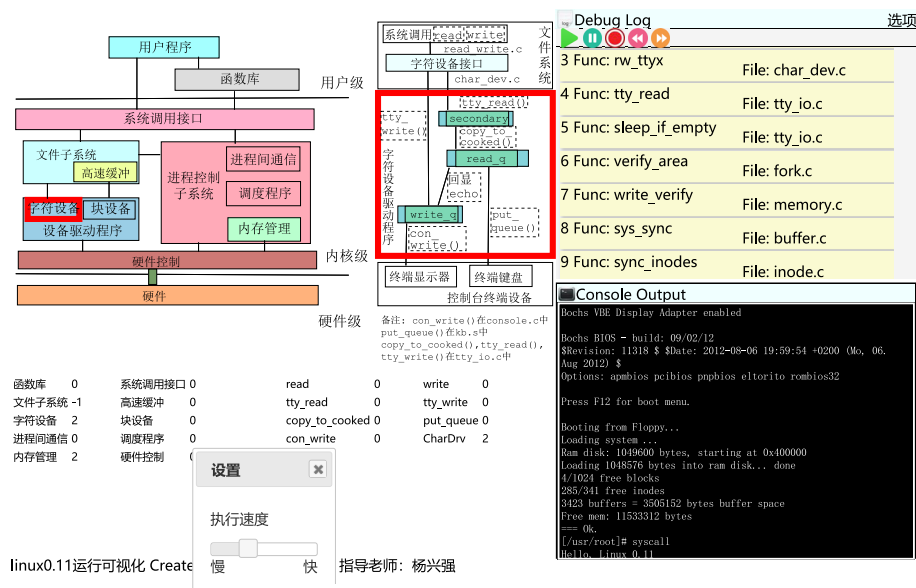 用户程序
函数库
用户级
系统调用接口
文件子系统
高速缓冲
字符设备
块设备
设备驱动程序
进程控制
子系统
进程间通信
调度程序
内存管理
内核级
硬件控制
硬件
硬件级
系统调用 read write
read_write.c
字符设备接口
char_dev.c
文件系统
tty_read()
tty_
write()
secondary
copy_to_
cooked()
read_q
字符设备驱动程序
回显
echo
write_q
put_
queue()
con_
write()
终端显示器
终端键盘
控制台终端设备
备注: con_write()在console.c中
put_queue()在kb.s中
copy_to_cooked(),tty_read(),
tty_write()在tty_io.c中
函数库 0 系统调用接口 0 read 0 write 0
文件子系统 -1 高速缓冲 0 tty_read 0 tty_write 0
字符设备 2 块设备 0 copy_to_cooked 0 put_queue 0
进程间通信 0 调度程序 0 con_write 0 CharDrv 2
内存管理 2 硬件控制
设置
执行速度
慢 快
linux0.11运行可视化 Create
指导老师：杨兴强
Debug Log 选项
3 Func: rw_ttyx File: char_dev.c
4 Func: tty_read File: tty_io.c
5 Func: sleep_if_empty File: tty_io.c
6 Func: verify_area File: fork.c
7 Func: write_verify File: memory.c
8 Func: sys_sync File: buffer.c
9 Func: sync_inodes File: inode.c
Console Output
Bochs VBE Display Adapter enabled
Bochs BIOS - build: 09/02/12
$Revision: 11318 $ $Date: 2012-08-06 19:59:54 +0200 (Mo, 06.
Aug 2012) $
Options: apmbios pcibios pnpbios eltorito rombios32
Press F12 for boot menu.
Booting from Floppy...
Loading system ...
Ram disk: 1049600 bytes, starting at 0x400000
Loading 1048576 bytes into ram disk... done
4/1024 free blocks
285/341 free inodes
3423 buffers = 3505152 bytes buffer space
Free mem: 11533312 bytes
=== Ok.
[/usr/root]# syscall
Hello, Linux 0.11